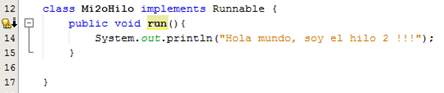 12 class Mi2oHilo implements Runnable {
public void run(){
14 System.out.println("Hola mundo, soy el hilo 2 !!!");
15 }
16
17 }